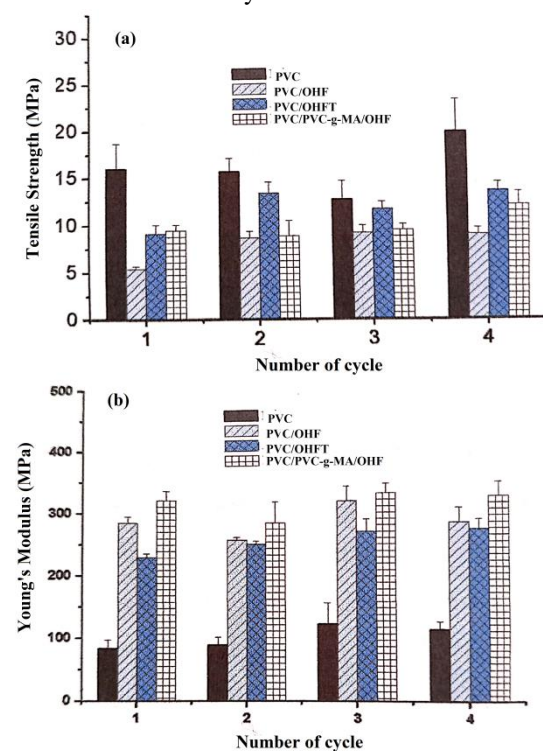 (a)
PVC
PVC/OHF
PVC/OHFT
PVC/PVC-g-MA/OHF
Tensile Strength (MPa)
30
25
20
15
10
5
0
1 2 3 4
Number of cycle
(b)
PVC
PVC/OHF
PVC/OHFT
PVC/PVC-g-MA/OHF
Young's Modulus (MPa)
500
400
300
200
100
0
1 2 3 4
Number of cycle